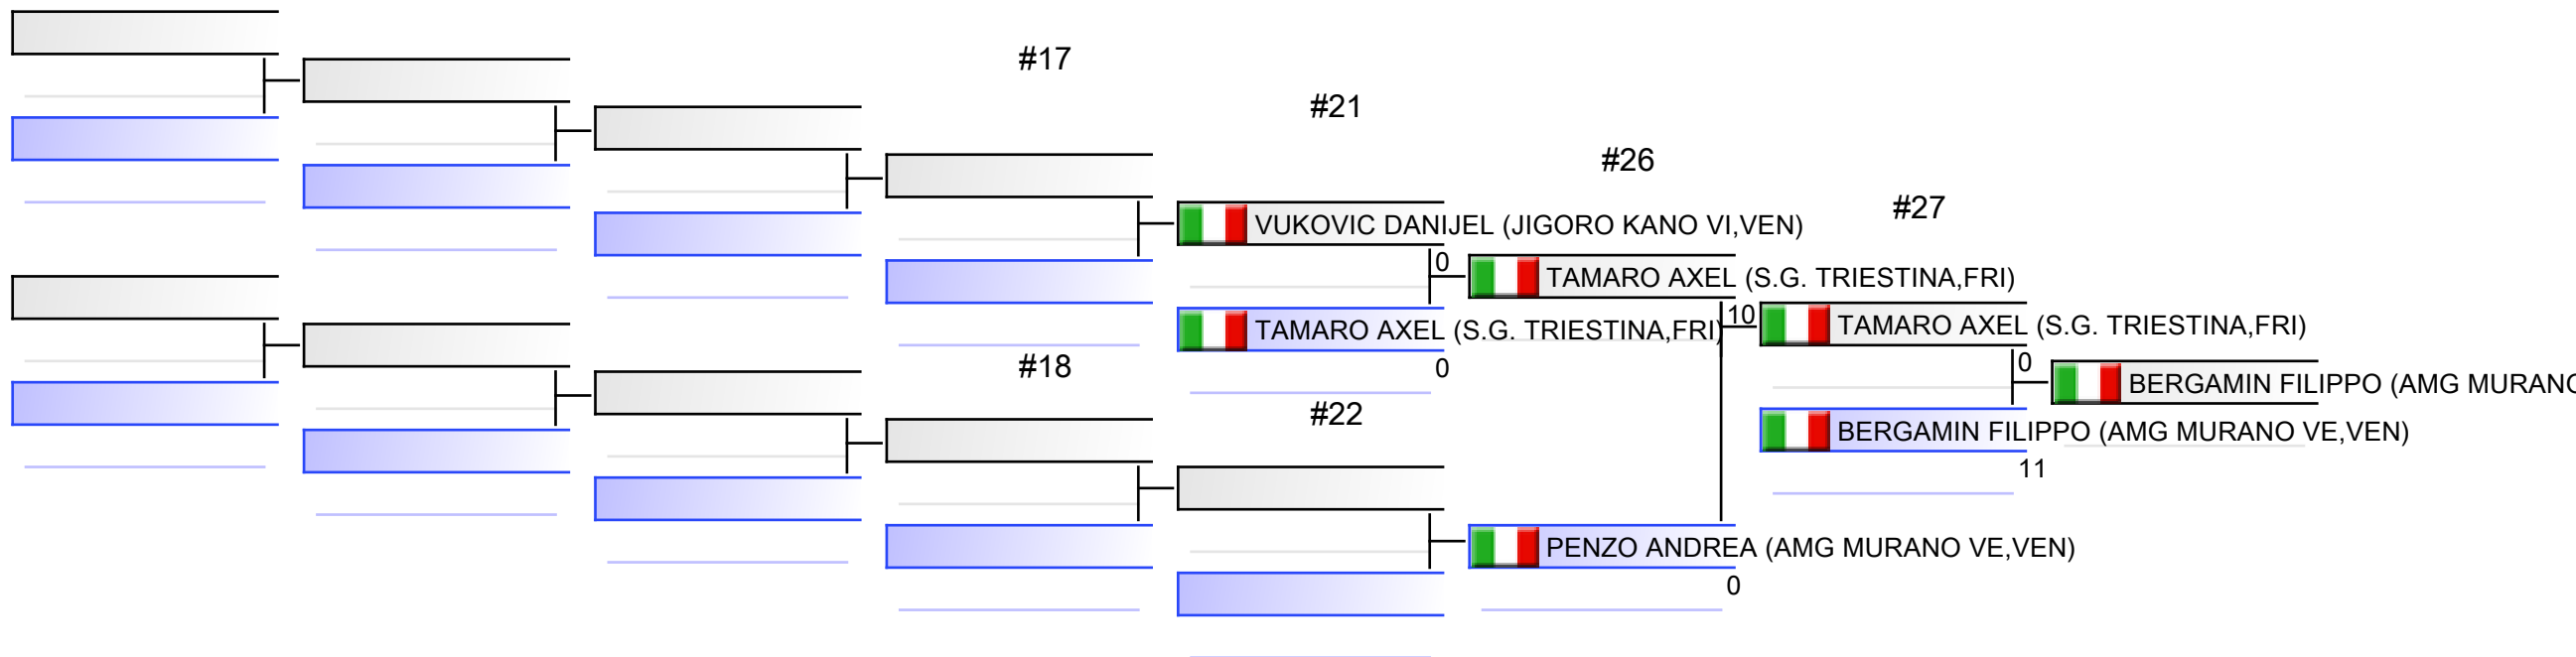 #17
#21
#26
#27
VUKOVIC DANIJEL (JIGORO KANO VI,VEN)
0
TAMARO AXEL (S.G. TRIESTINA,FRI)
10
TAMARO AXEL (S.G. TRIESTINA,FRI)
TAMARO AXEL (S.G. TRIESTINA,FRI)
0
#18
0
BERGAMIN FILIPPO (AMG MURANO
#22
BERGAMIN FILIPPO (AMG MURANO VE,VEN)
11
PENZO ANDREA (AMG MURANO VE,VEN)
0